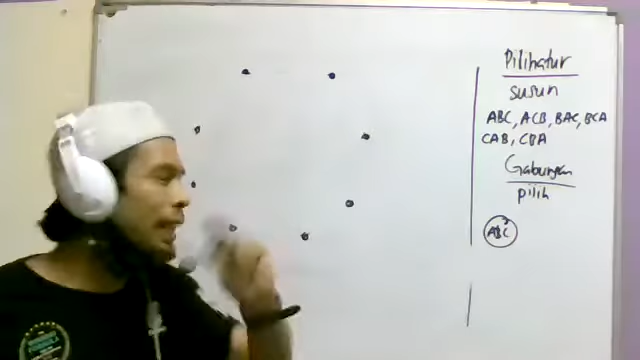 Pilihatur
susun
ABC, ACB, BAC, BCA
CAB, CBA
Gabungan
pilih
ABC